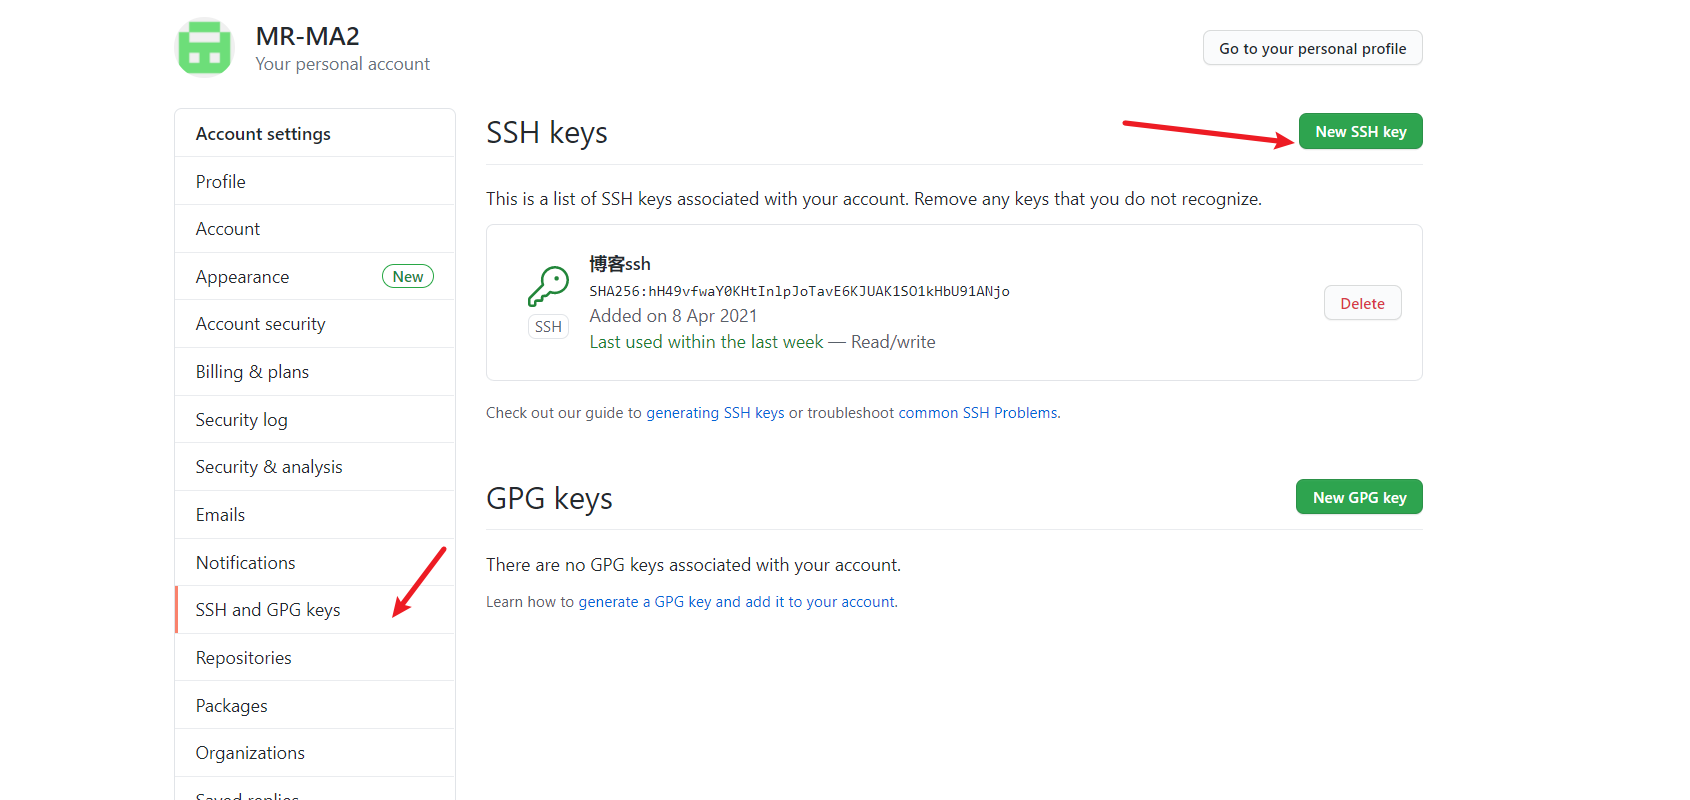 MR-MA2
Your personal account
Go to your personal profile
Account settings
Profile
Account
Appearance New
Account security
Billing & plans
Security log
Security & analysis
Emails
Notifications
SSH and GPG keys
Repositories
Packages
Organizations
Saved replies
SSH keys
New SSH key
This is a list of SSH keys associated with your account. Remove any keys that you do not recognize.
博客ssh
SHA256:hH49vfwaY0KHtInlpJoTavE6KJUAK1SO1kHbU91ANjo
Added on 8 Apr 2021
Last used within the last week — Read/write
SSH
Delete
Check out our guide to generating SSH keys or troubleshoot common SSH Problems.
GPG keys
New GPG key
There are no GPG keys associated with your account.
Learn how to generate a GPG key and add it to your account.